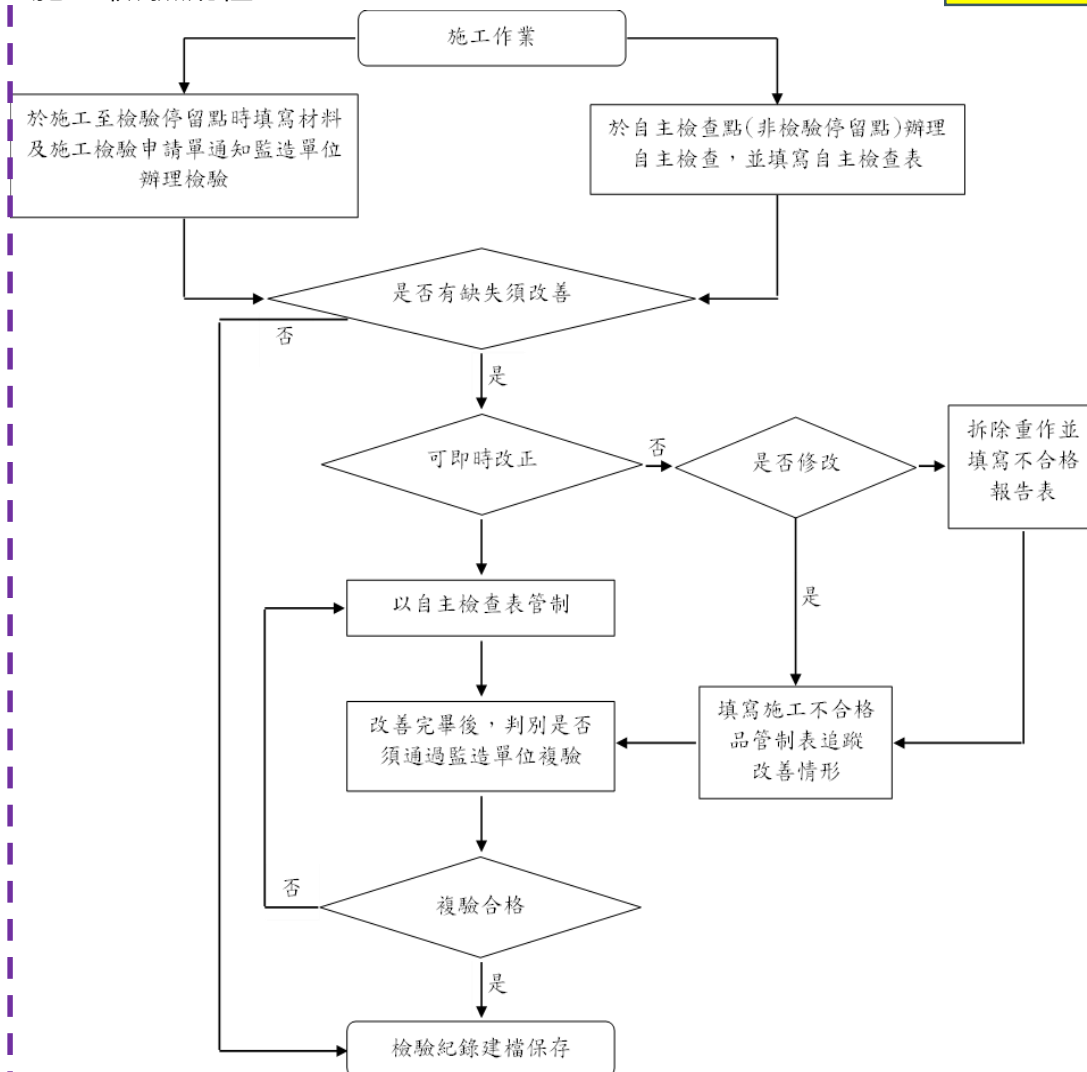 施工作業
於施工至檢驗停留點時填寫材料
及施工檢驗申請單通知監造單位
辦理檢驗
於自主檢查點(非檢驗停留點)辦理
自主檢查，並填寫自主檢查表
是否有缺失須改善
否
是
可即時改正
否
是否修改
拆除重作並
填寫不合格
報告表
以自主檢查表管制
是
改善完畢後，判別是否
須通過監造單位複驗
填寫施工不合格
品管制表追蹤
改善情形
否
複驗合格
是
檢驗紀錄建檔保存